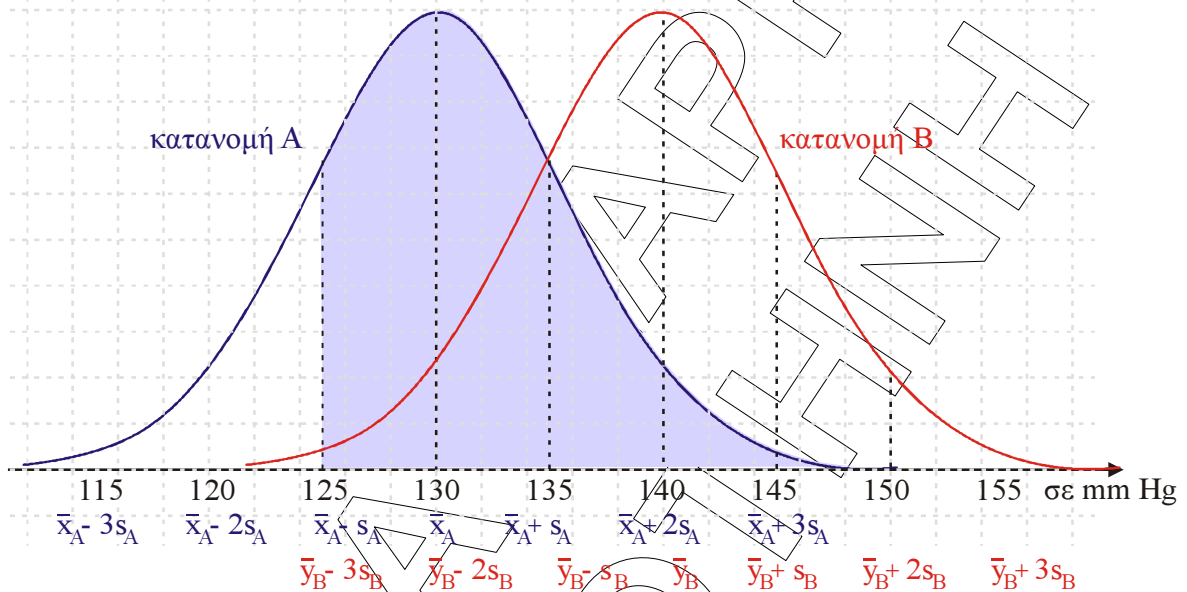 κατανομή Α
κατανομή Β
115 120 125 130 135 140 145 150 155 σε mm Hg
x̄A- 3sA x̄A- 2sA x̄A- sA x̄A x̄A+ sA x̄A+ 2sA x̄A+ 3sA
ȳB- 3sB ȳB- 2sB ȳB- sB ȳB ȳB+ sB ȳB+ 2sB ȳB+ 3sB